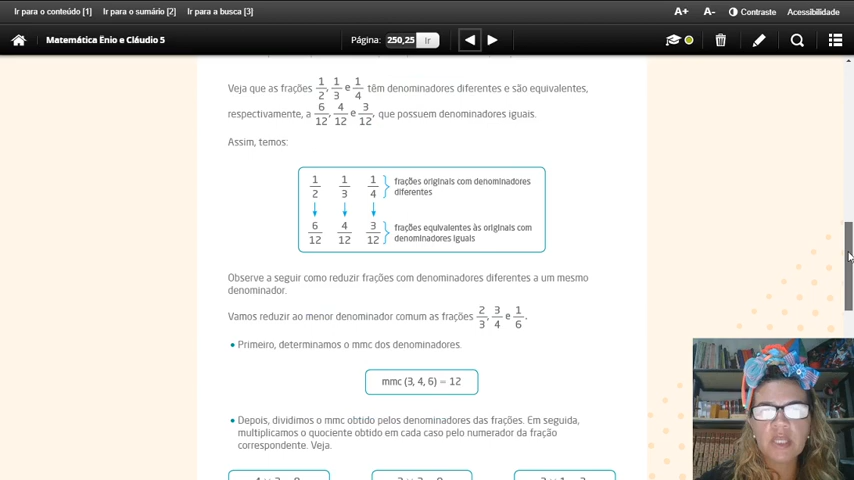 Ir para o conteúdo [1] Ir para o sumário [2] Ir para a busca [3] A+ A- Contraste Acessibilidade
Matemática Ênio e Cláudio 5 Página: 250,25 Ir
Veja que as frações 1/2, 1/3 e 1/4 têm denominadores diferentes e são equivalentes,
respectivamente, a 6/12, 4/12 e 3/12, que possuem denominadores iguais.
Assim, temos:
1/2 1/3 1/4 } frações originais com denominadores
diferentes
6/12 4/12 3/12 } frações equivalentes às originais com
denominadores iguais
Observe a seguir como reduzir frações com denominadores diferentes a um mesmo
denominador.
Vamos reduzir ao menor denominador comum as frações 2/3, 3/4 e 1/6.
• Primeiro, determinamos o mmc dos denominadores.
mmc (3, 4, 6) = 12
• Depois, dividimos o mmc obtido pelos denominadores das frações. Em seguida,
multiplicamos o quociente obtido em cada caso pelo numerador da fração
correspondente. Veja.